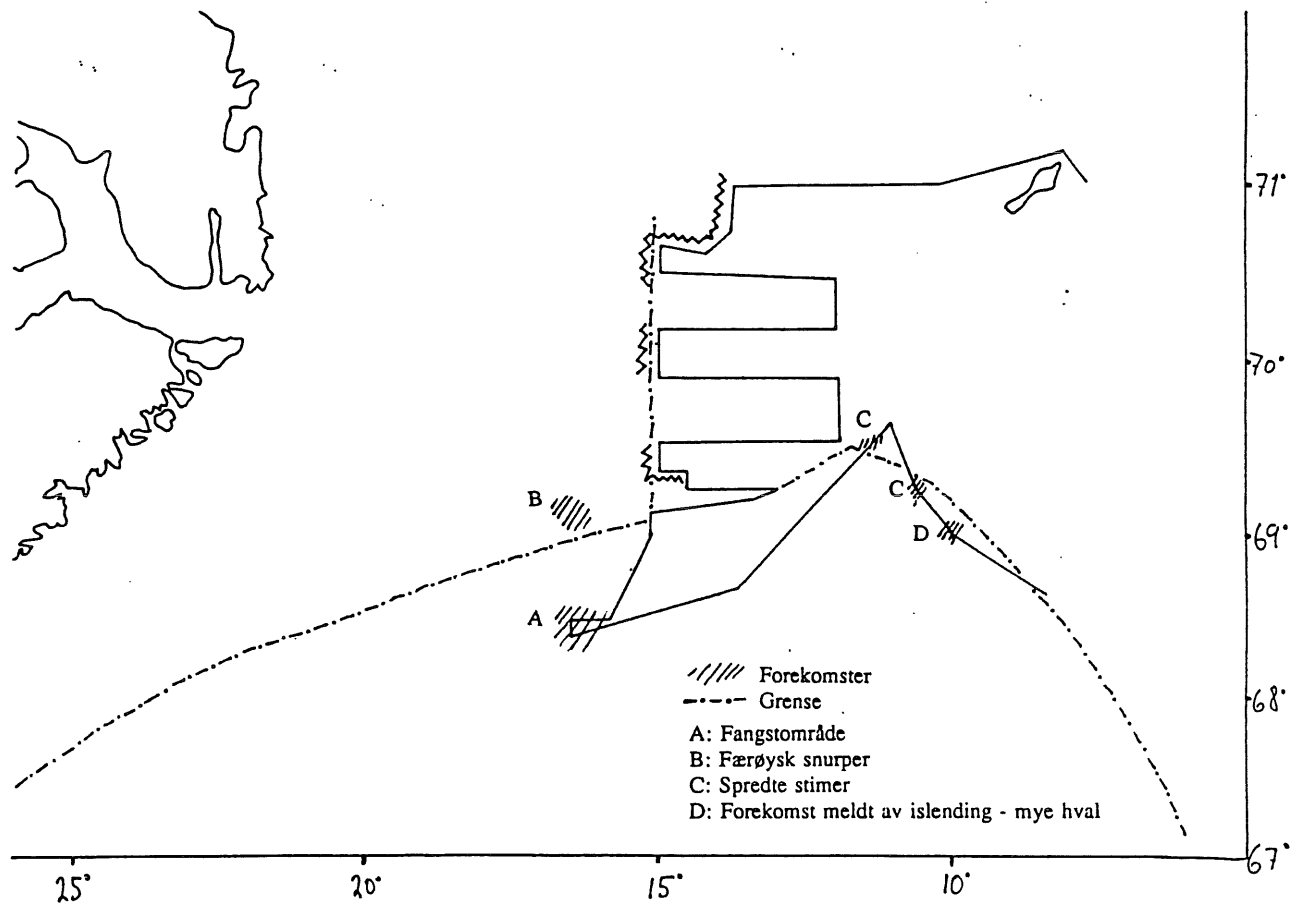 71°
70°
C
C
B
D
69°
A
Forekomster
Grense
68°
A: Fangstområde
B: Færøysk snurper
C: Spredte stimer
D: Forekomst meldt av islending - mye hval
67°
25° 20° 15° 10°